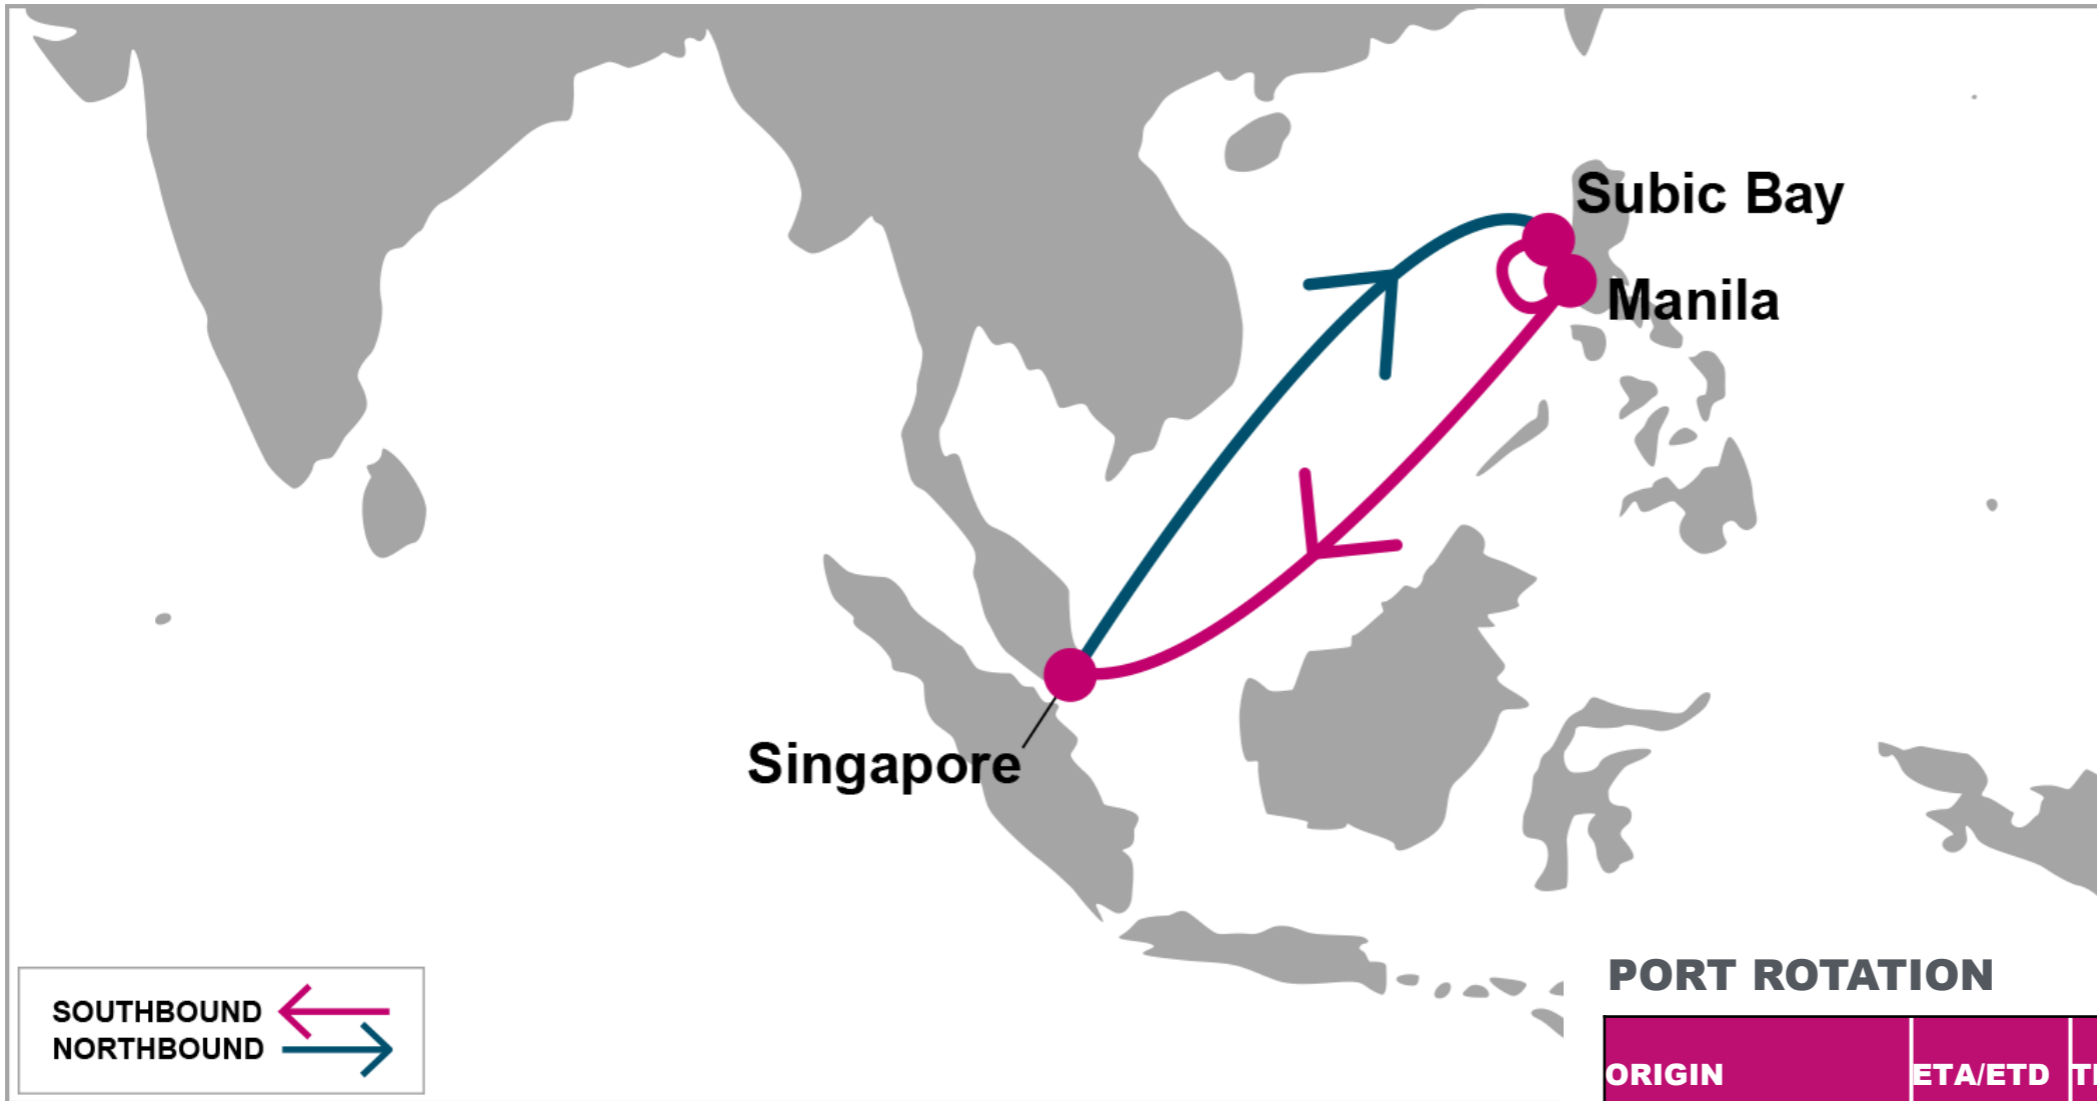 Subic Bay
Manila
Singapore
SOUTHBOUND
NORTHBOUND
PORT ROTATION
ORIGIN ETA/ETD